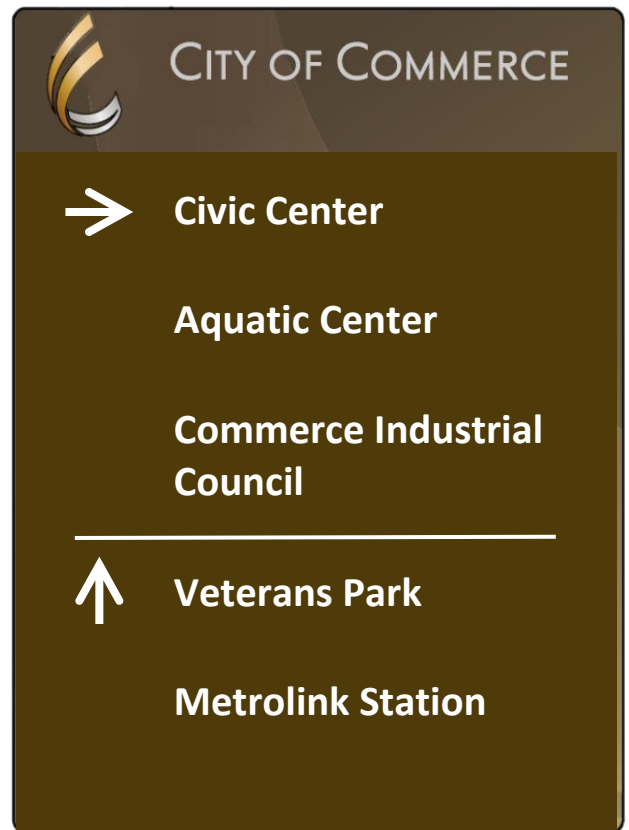 CITY OF COMMERCE
Civic Center
Aquatic Center
Commerce Industrial
Council
Veterans Park
Metrolink Station